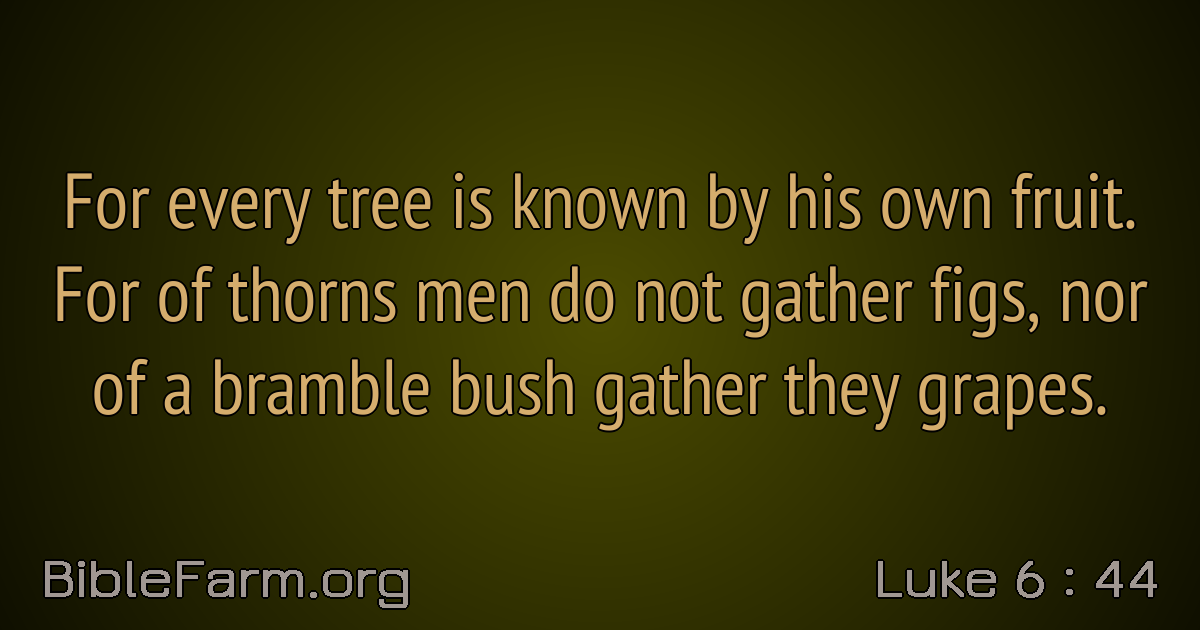 For every tree is known by his own fruit.
For of thorns men do not gather figs, nor
of a bramble bush gather they grapes.
BibleFarm.org
Luke 6 : 44